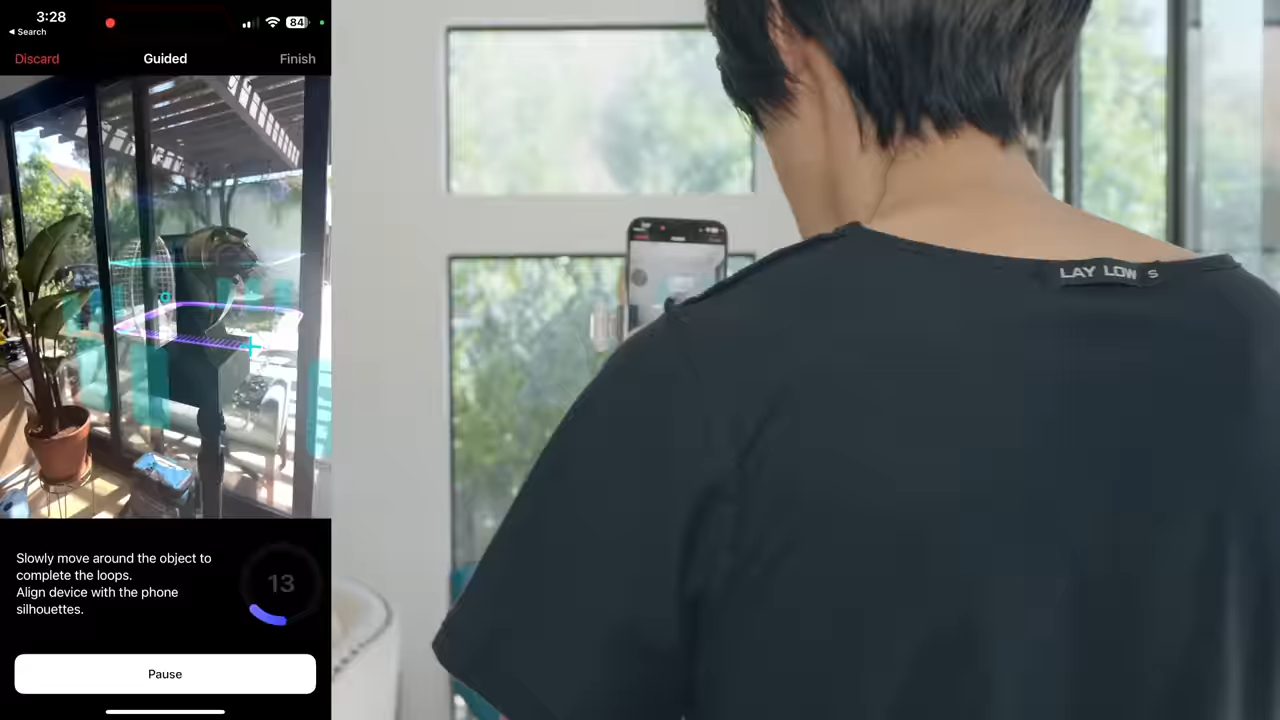 3:28
84
Search
Discard
Guided
Finish
Slowly move around the object to
complete the loops.
Align device with the phone
silhouettes.
13
Pause
LAY LOW S